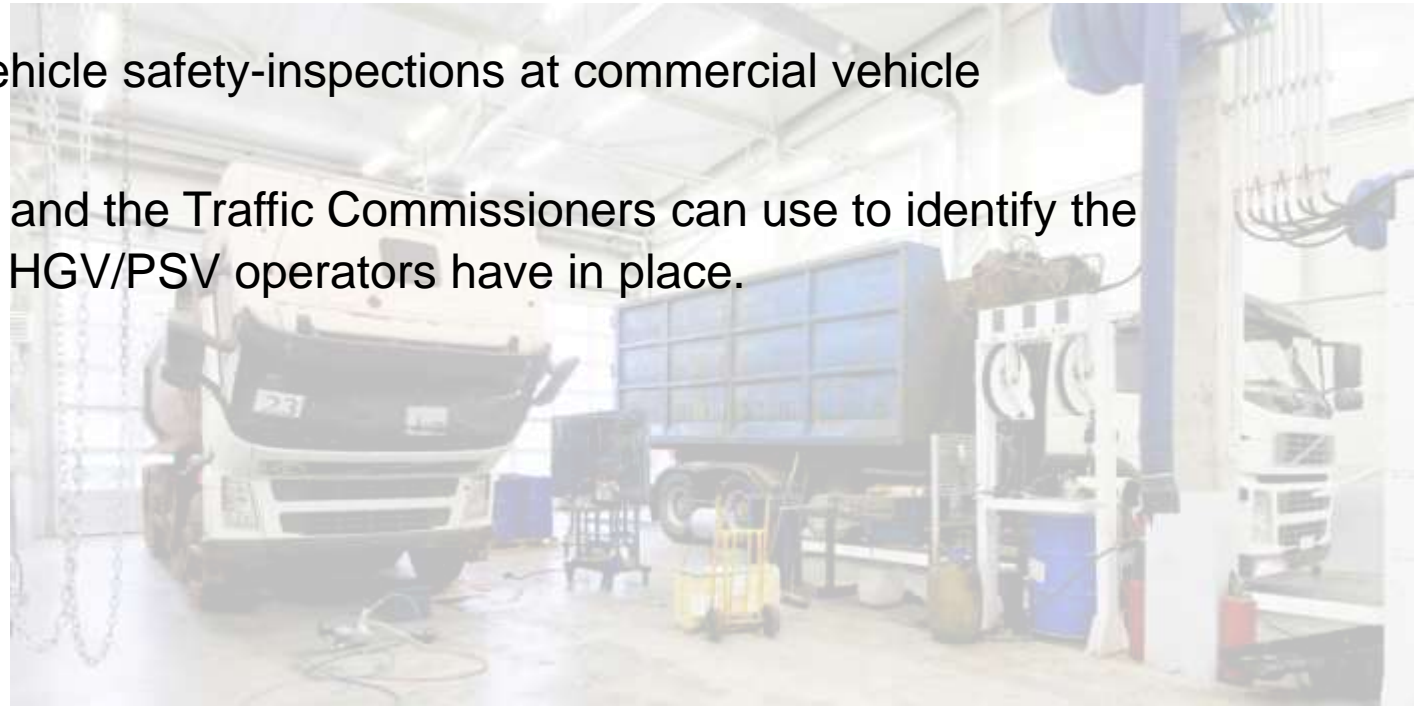 ehicle safety-inspections at commercial vehicle
and the Traffic Commissioners can use to identify the
HGV/PSV operators have in place.
23